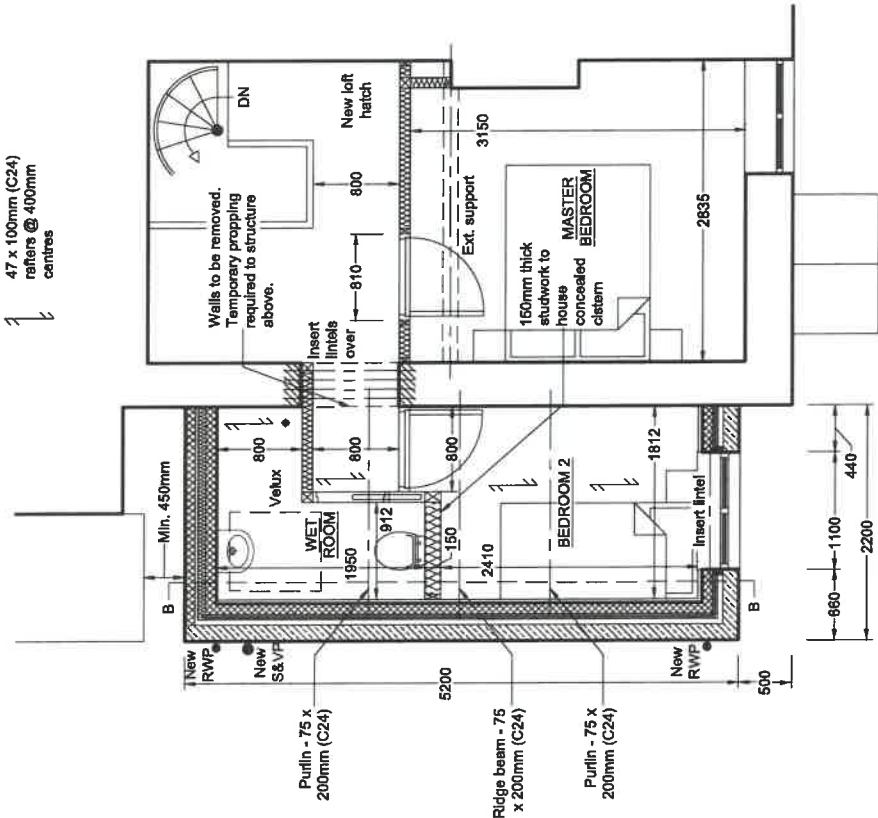 47 x 100mm (C24)
rafters @ 400mm
centres
DN
New loft
hatch
Walls to be removed.
Temporary propping
required to structure
above.
800
810
Insert
lintels
over
3150
Ext. support
MASTER
BEDROOM
150mm thick
studwork to
house
concealed
cistern
2835
Min. 450mm
Velux
800
800
800
WET
ROOM
1950
912
150
2410
BEDROOM 2
1812
Insert lintel
440
1100
660
2200
B
B
New
RWP
New
S&VP
New
RWP
5200
500
Purlin - 75 x
200mm (C24)
Ridge beam - 75
x 200mm (C24)
Purlin - 75 x
200mm (C24)